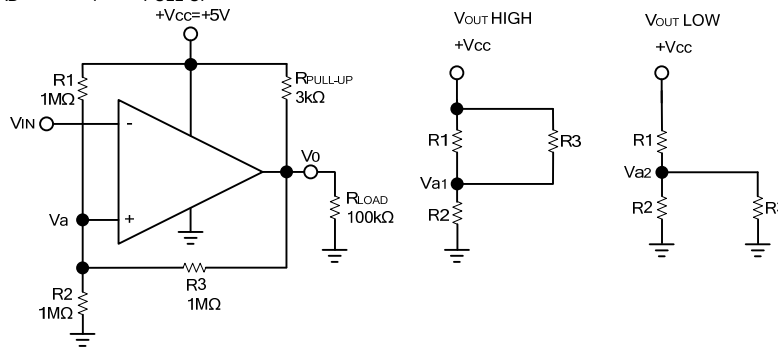 +VCC=+5V
R1
1MΩ
RPULL-UP
3kΩ
VIN
-
+
Va
V0
RLOAD
100kΩ
R3
1MΩ
R2
1MΩ
VOUT HIGH
+VCC
R1
R3
Va1
R2
VOUT LOW
+VCC
R1
Va2
R2